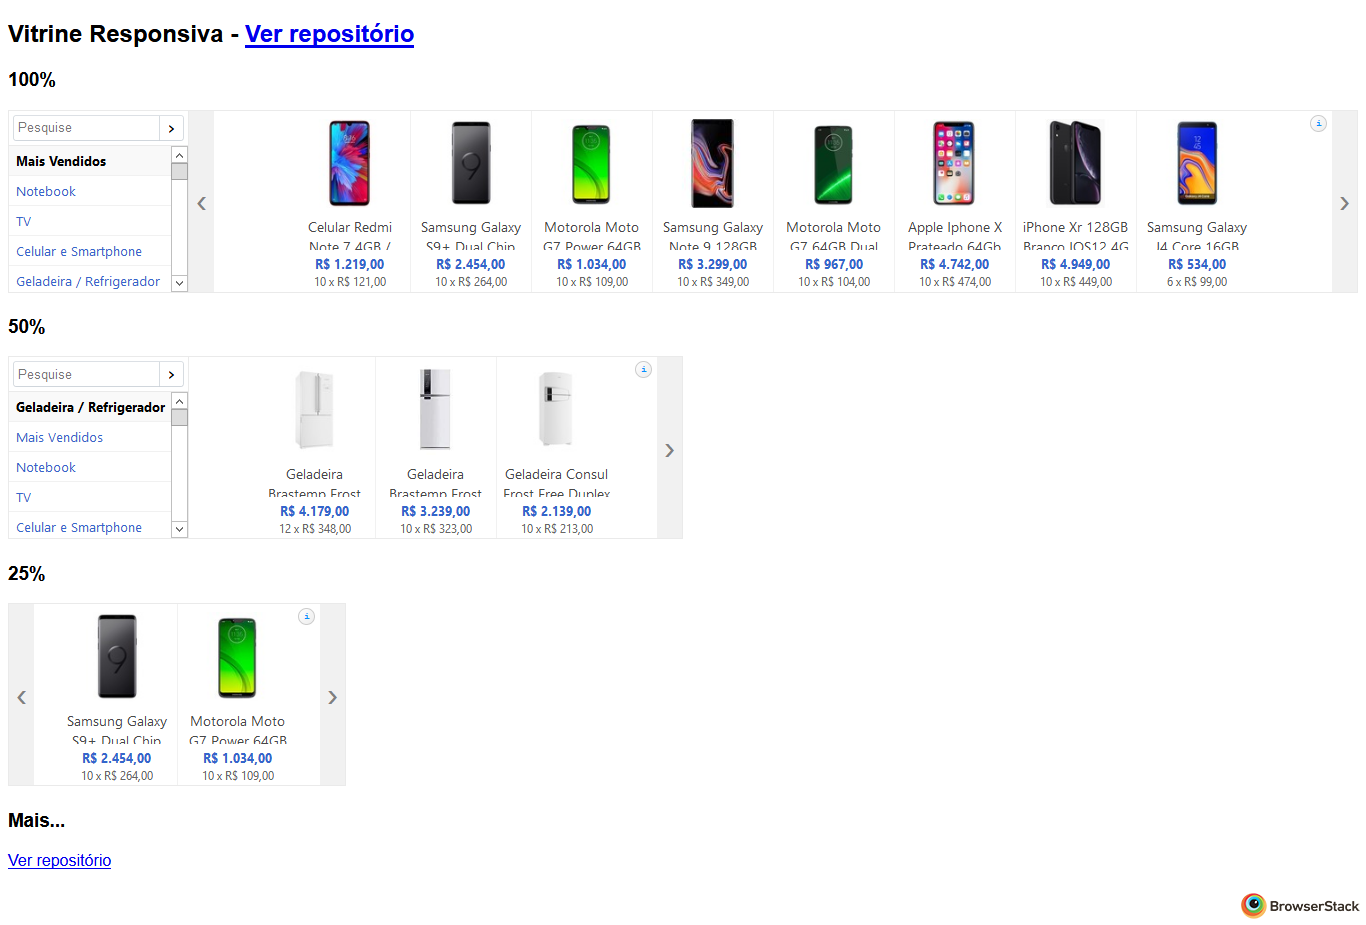 Vitrine Responsiva - Ver repositório
100%
Pesquise
Mais Vendidos
Notebook
TV
Celular e Smartphone
Geladeira / Refrigerador
Celular Redmi
Note 7 4GB /
R$ 1.219,00
10 x R$ 121,00
Samsung Galaxy
S9+ Dual Chip
R$ 2.454,00
10 x R$ 264,00
Motorola Moto
G7 Power 64GB
R$ 1.034,00
10 x R$ 109,00
Samsung Galaxy
Note 9 128GB
R$ 3.299,00
10 x R$ 349,00
Motorola Moto
G7 64GB Dual
R$ 967,00
10 x R$ 104,00
Apple Iphone X
Prateado 64Gb
R$ 4.742,00
10 x R$ 474,00
iPhone Xr 128GB
Branco IOS12 4G
R$ 4.949,00
10 x R$ 449,00
Samsung Galaxy
J4 Core 16GB
R$ 534,00
6 x R$ 99,00
50%
Pesquise
Geladeira / Refrigerador
Mais Vendidos
Notebook
TV
Celular e Smartphone
Geladeira
Brastemp Frost
R$ 4.179,00
12 x R$ 348,00
Geladeira
Brastemp Frost
R$ 3.239,00
10 x R$ 323,00
Geladeira Consul
Frost Free Duplex
R$ 2.139,00
10 x R$ 213,00
25%
Samsung Galaxy
S9+ Dual Chip
R$ 2.454,00
10 x R$ 264,00
Motorola Moto
G7 Power 64GB
R$ 1.034,00
10 x R$ 109,00
Mais...
Ver repositório
BrowserStack